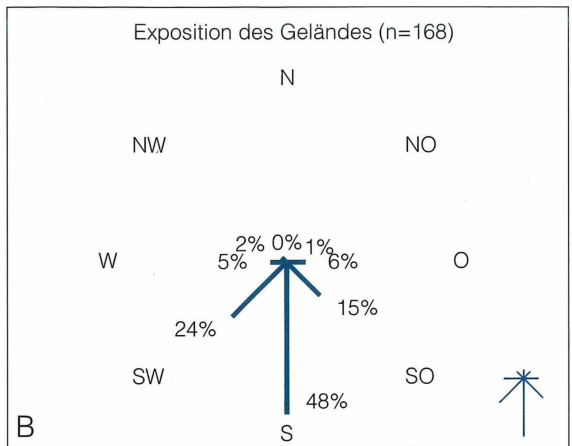 Exposition des Geländes (n=168)
N
NW NO
2% 0% 1%
W 5% 6% O
15%
24%
SW SO
48%
B S